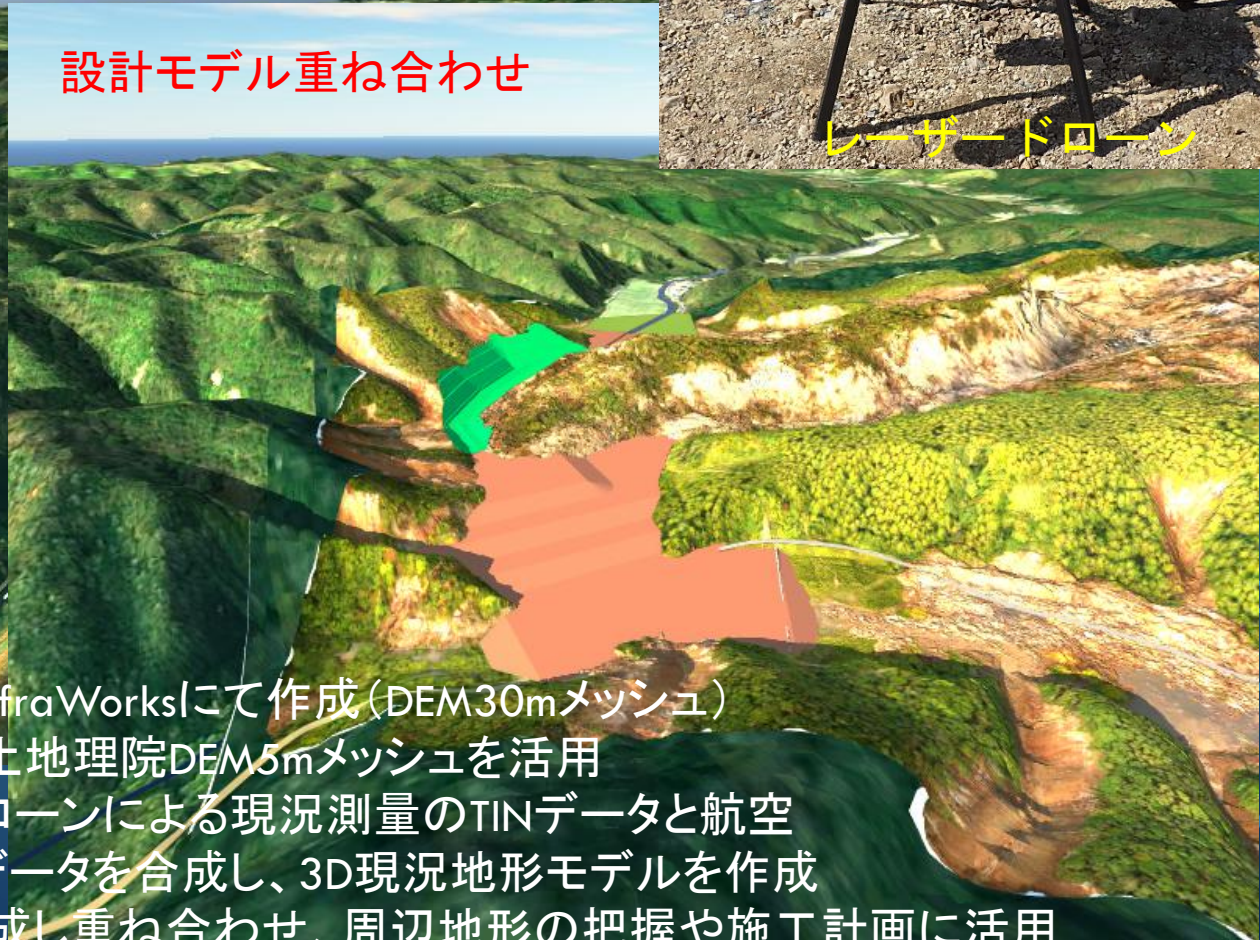 設計モデル重ね合わせ
レーザードローン
fraWorksにて作成（DEM30mメッシュ）
土地理院DEM5mメッシュを活用
ローンによる現況測量のTINデータと航空
データを合成し、3D現況地形モデルを作成
成し重ね合わせ、周辺地形の把握や施工計画に活用